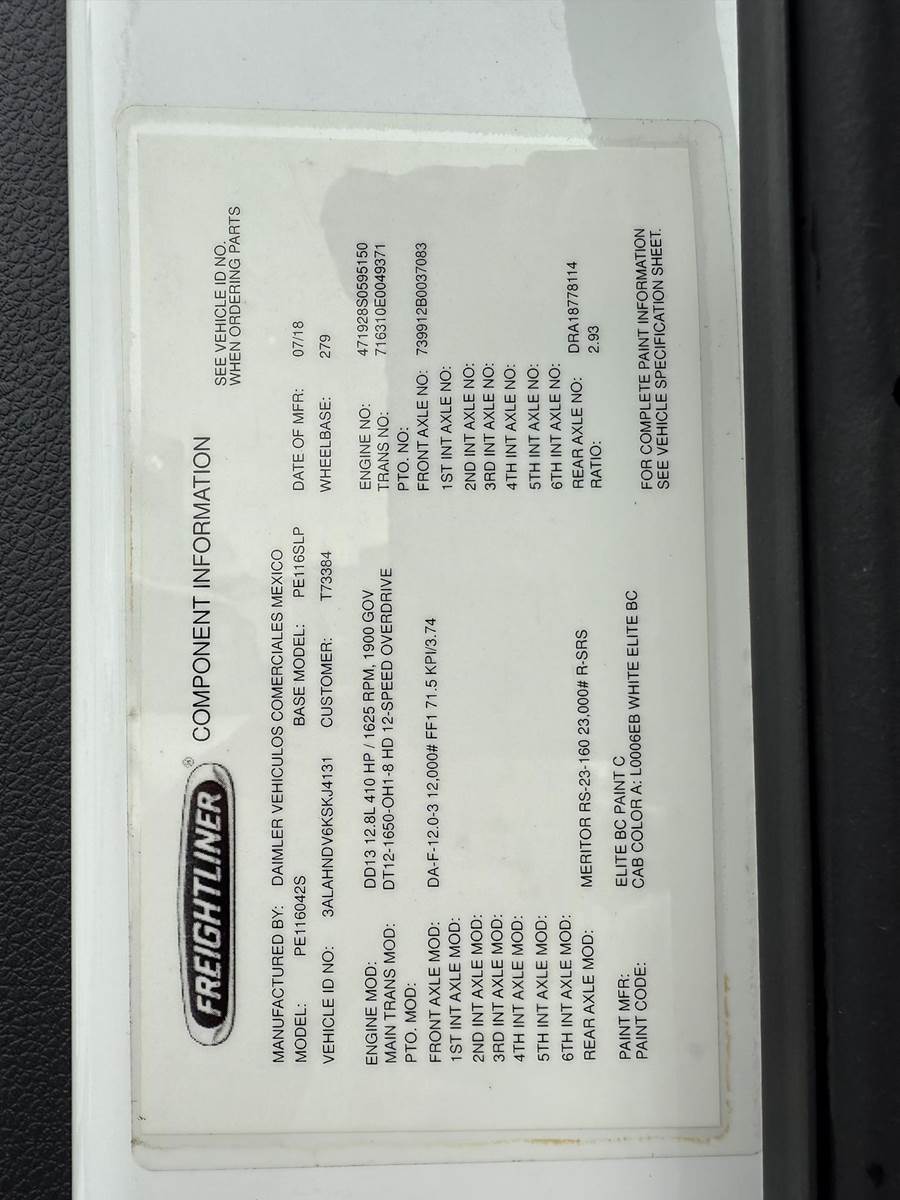 FREIGHTLINER® COMPONENT INFORMATION
SEE VEHICLE ID NO.
WHEN ORDERING PARTS
MANUFACTURED BY: DAIMLER VEHICULOS COMERCIALES MEXICO
MODEL: PE116042S BASE MODEL: PE116SLP DATE OF MFR: 07/18
VEHICLE ID NO: 3ALAHNDV6KSKJ4131 CUSTOMER: T73384 WHEELBASE: 279
ENGINE MOD: DD13 12.8L 410 HP / 1625 RPM, 1900 GOV ENGINE NO: 471928S0595150
MAIN TRANS MOD: DT12-1650-OH1-8 HD 12-SPEED OVERDRIVE TRANS NO: 716310E0049371
PTO. MOD: PTO. NO:
FRONT AXLE MOD: DA-F-12.0-3 12,000# FF1 71.5 KPI/3.74 FRONT AXLE NO: 739912B0037083
1ST INT AXLE MOD: 1ST INT AXLE NO:
2ND INT AXLE MOD: 2ND INT AXLE NO:
3RD INT AXLE MOD: 3RD INT AXLE NO:
4TH INT AXLE MOD: 4TH INT AXLE NO:
5TH INT AXLE MOD: 5TH INT AXLE NO:
6TH INT AXLE MOD: 6TH INT AXLE NO:
REAR AXLE MOD: MERITOR RS-23-160 23,000# R-SRS REAR AXLE NO: DRA18778114
RATIO: 2.93
PAINT MFR: ELITE BC PAINT C
PAINT CODE: CAB COLOR A: L0006EB WHITE ELITE BC
FOR COMPLETE PAINT INFORMATION
SEE VEHICLE SPECIFICATION SHEET.